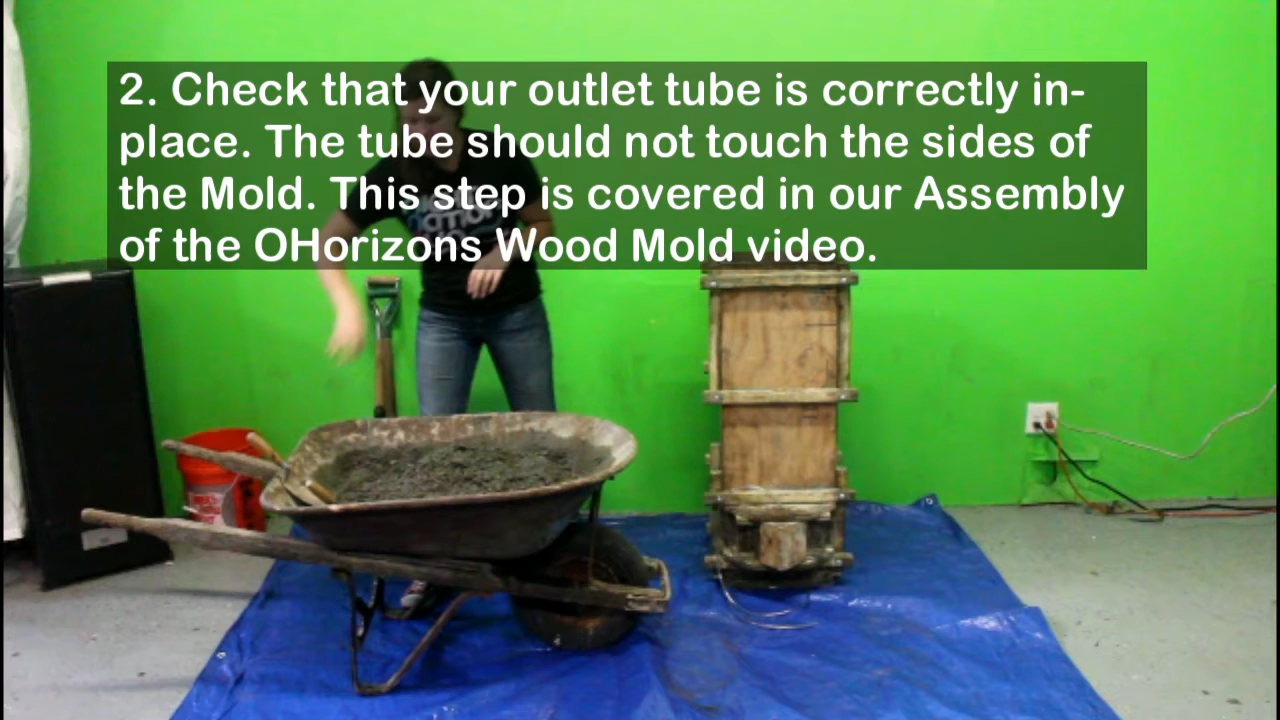 2. Check that your outlet tube is correctly in-
place. The tube should not touch the sides of
the Mold. This step is covered in our Assembly
of the OHorizons Wood Mold video.